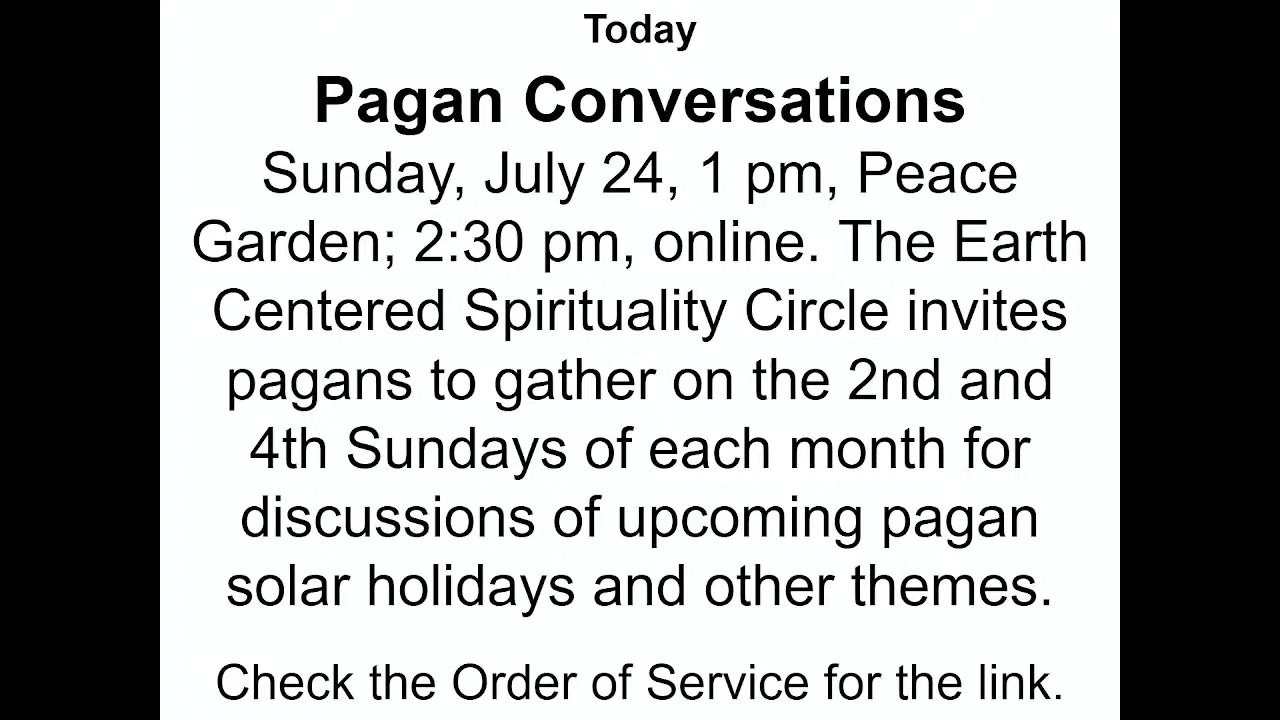 Today
Pagan Conversations
Sunday, July 24, 1 pm, Peace
Garden; 2:30 pm, online. The Earth
Centered Spirituality Circle invites
pagans to gather on the 2nd and
4th Sundays of each month for
discussions of upcoming pagan
solar holidays and other themes.
Check the Order of Service for the link.